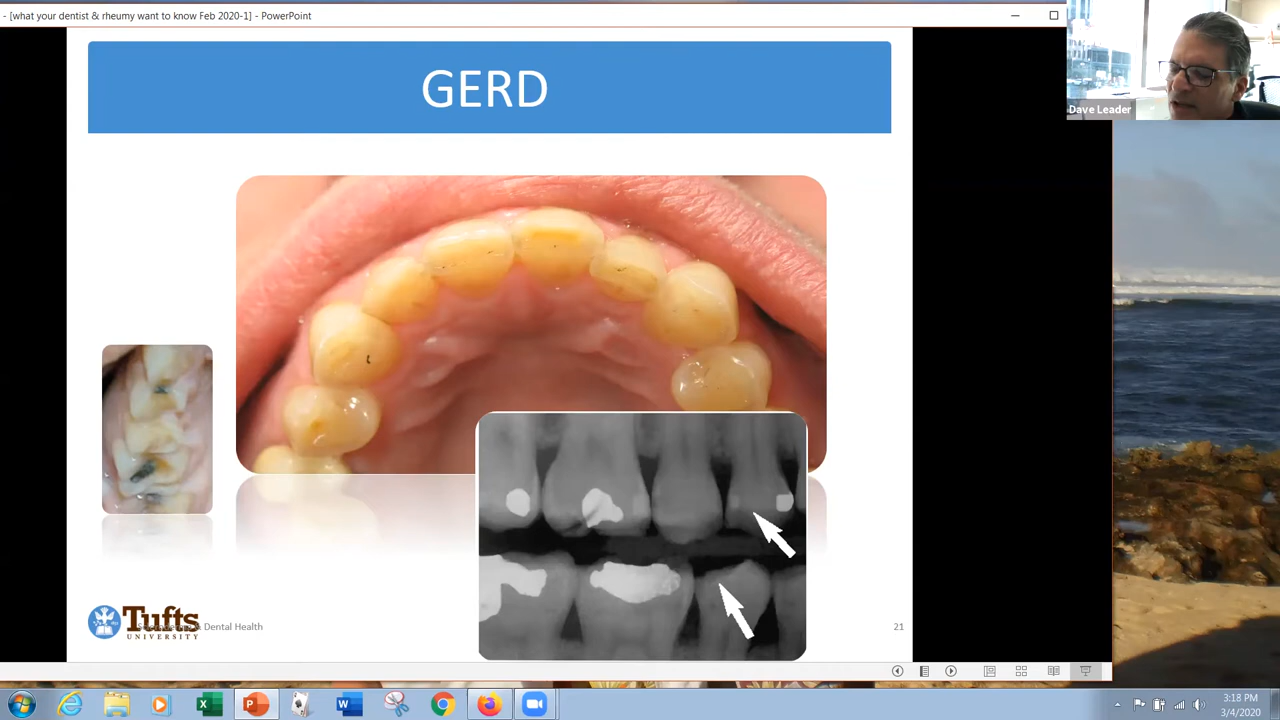 - [what your dentist & rheumy want to know Feb 2020-1] - PowerPoint
Dave Leader
GERD
Tufts
UNIVERSITY
& Dental Health
21
3:18 PM
3/4/2020